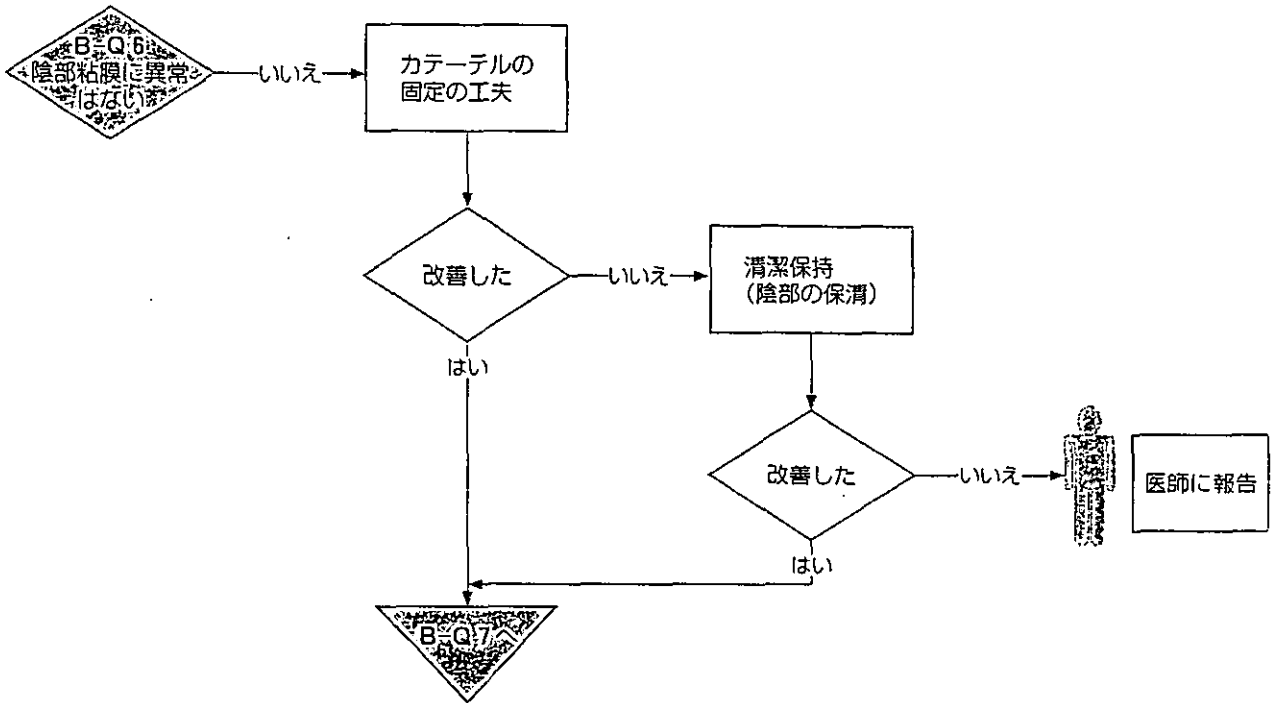 B-Q 6
陰部粘膜に異常
はない
いいえ
カテーテルの
固定の工夫
改善した
いいえ
清潔保持
(陰部の保清)
はい
改善した
いいえ
医師に報告
はい
B-Q 7へ